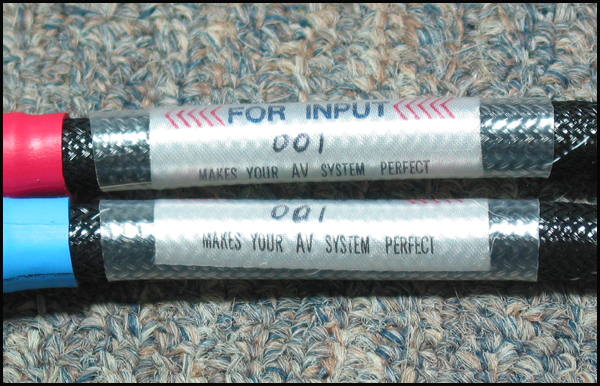 <<<<< FOR INPUT <<<<<
001
MAKES YOUR AV SYSTEM PERFECT
001
MAKES YOUR AV SYSTEM PERFECT